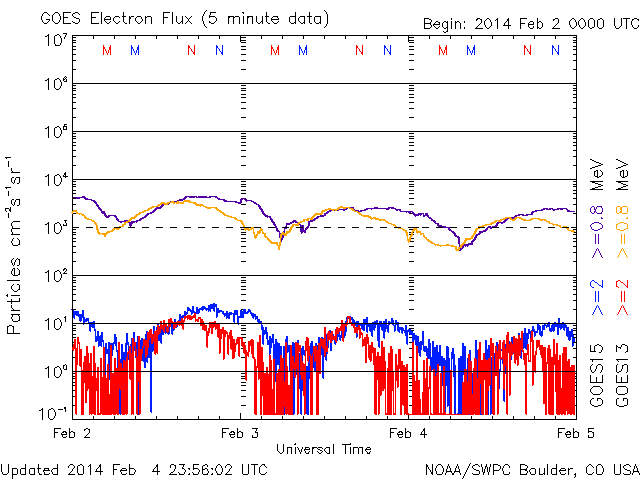 GOES Electron Flux (5 minute data)
Begin: 2014 Feb 2 0000 UTC
M M N N M M N N M M N N
10⁷
10⁶
10⁵
10⁴
10³
10²
10¹
10⁰
10⁻¹
Particles cm⁻²s⁻¹sr⁻¹
Feb 2 Feb 3 Feb 4 Feb 5
Universal Time
GOES15 >=2 >=0.8 MeV
GOES13 >=2 >=0.8 MeV
Updated 2014 Feb 4 23:56:02 UTC
NOAA/SWPC Boulder, CO USA